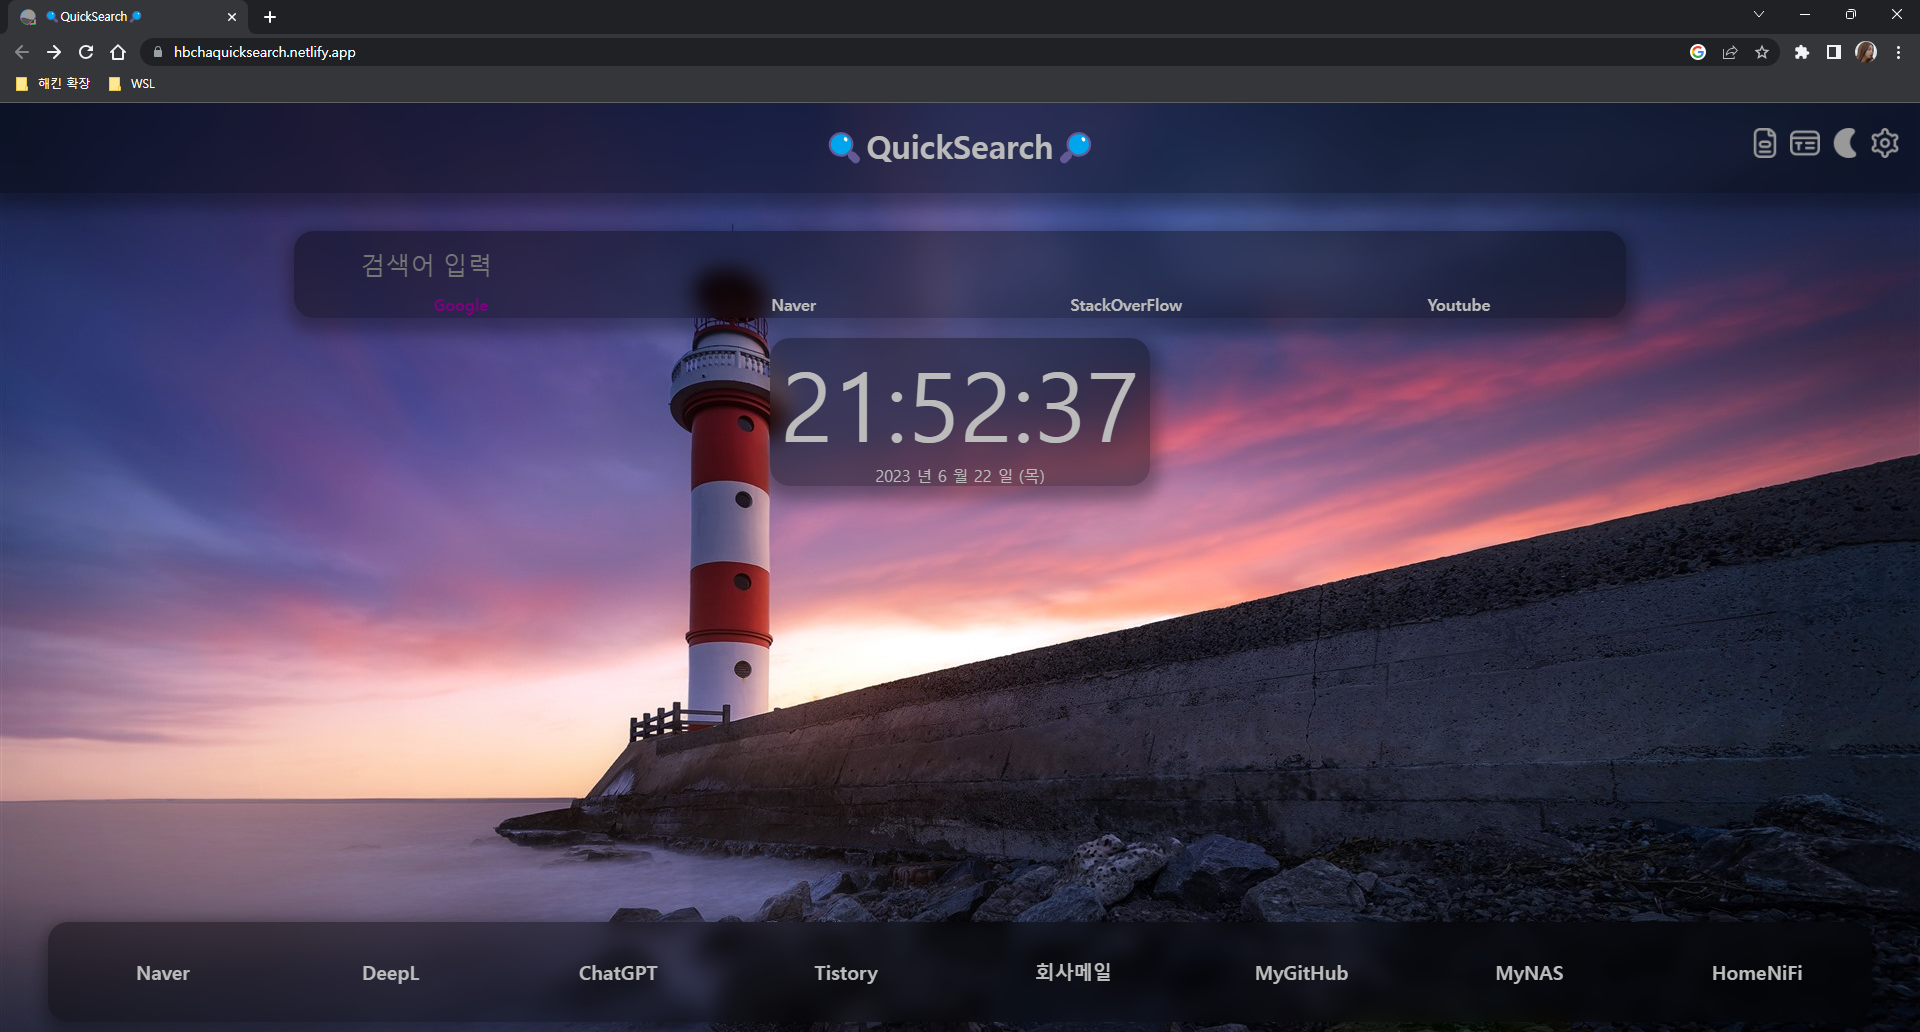 QuickSearch
hbchaquicksearch.netlify.app
해킨 확장 WSL
QuickSearch
검색어 입력
Google Naver StackOverFlow Youtube
21:52:37
2023 년 6 월 22 일 (목)
Naver DeepL ChatGPT Tistory 회사메일 MyGitHub MyNAS HomeNiFi